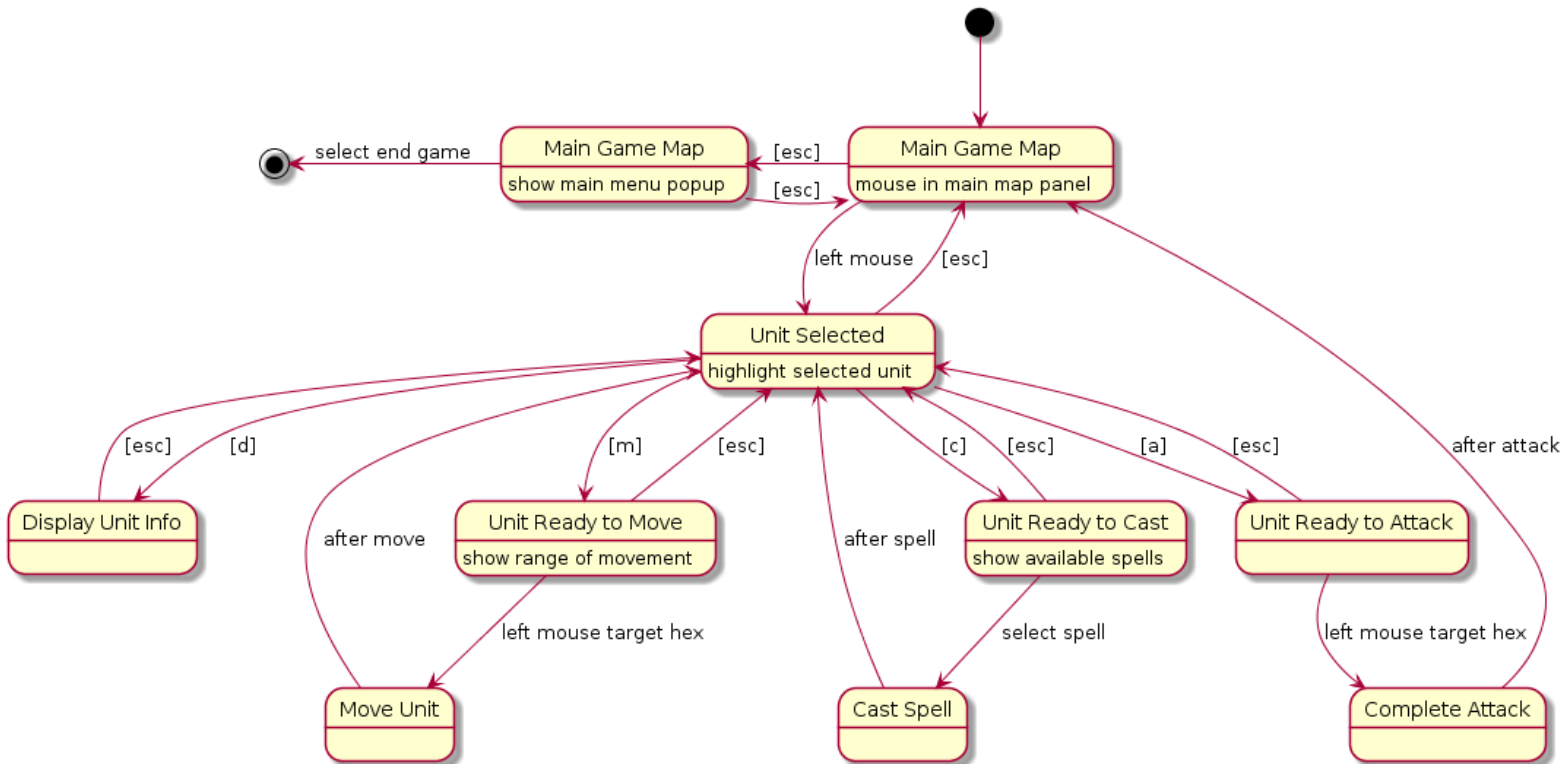 select end game
Main Game Map
show main menu popup
[esc]
[esc]
Main Game Map
mouse in main map panel
left mouse
[esc]
Unit Selected
highlight selected unit
[esc]
[d]
[m]
[esc]
[c]
[esc]
[a]
[esc]
after attack
Display Unit Info
after move
Unit Ready to Move
show range of movement
after spell
Unit Ready to Cast
show available spells
Unit Ready to Attack
left mouse target hex
select spell
left mouse target hex
Move Unit
Cast Spell
Complete Attack